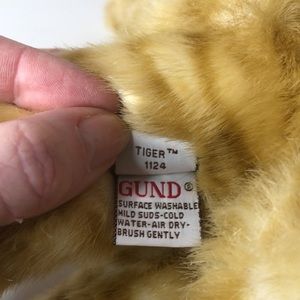 TIGER™
1124
GUND®
SURFACE WASHABLE
MILD SUDS-COLD
WATER-AIR DRY-
BRUSH GENTLY